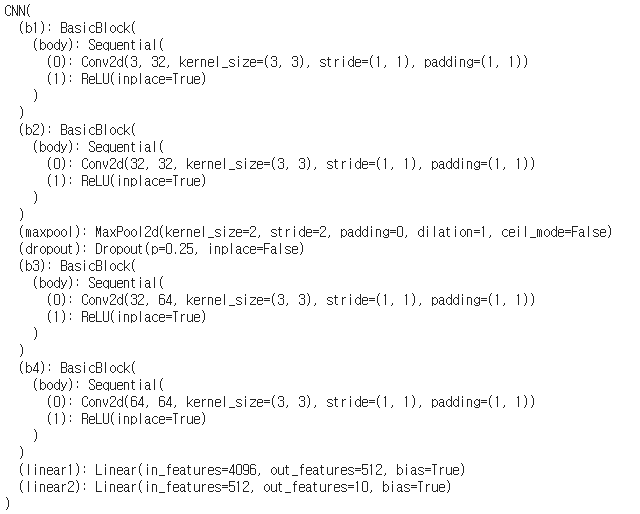 CNN(
  (b1): BasicBlock(
    (body): Sequential(
      (0): Conv2d(3, 32, kernel_size=(3, 3), stride=(1, 1), padding=(1, 1))
      (1): ReLU(inplace=True)
    )
  )
  (b2): BasicBlock(
    (body): Sequential(
      (0): Conv2d(32, 32, kernel_size=(3, 3), stride=(1, 1), padding=(1, 1))
      (1): ReLU(inplace=True)
    )
  )
  (maxpool): MaxPool2d(kernel_size=2, stride=2, padding=0, dilation=1, ceil_mode=False)
  (dropout): Dropout(p=0.25, inplace=False)
  (b3): BasicBlock(
    (body): Sequential(
      (0): Conv2d(32, 64, kernel_size=(3, 3), stride=(1, 1), padding=(1, 1))
      (1): ReLU(inplace=True)
    )
  )
  (b4): BasicBlock(
    (body): Sequential(
      (0): Conv2d(64, 64, kernel_size=(3, 3), stride=(1, 1), padding=(1, 1))
      (1): ReLU(inplace=True)
    )
  )
  (linear1): Linear(in_features=4096, out_features=512, bias=True)
  (linear2): Linear(in_features=512, out_features=10, bias=True)
)